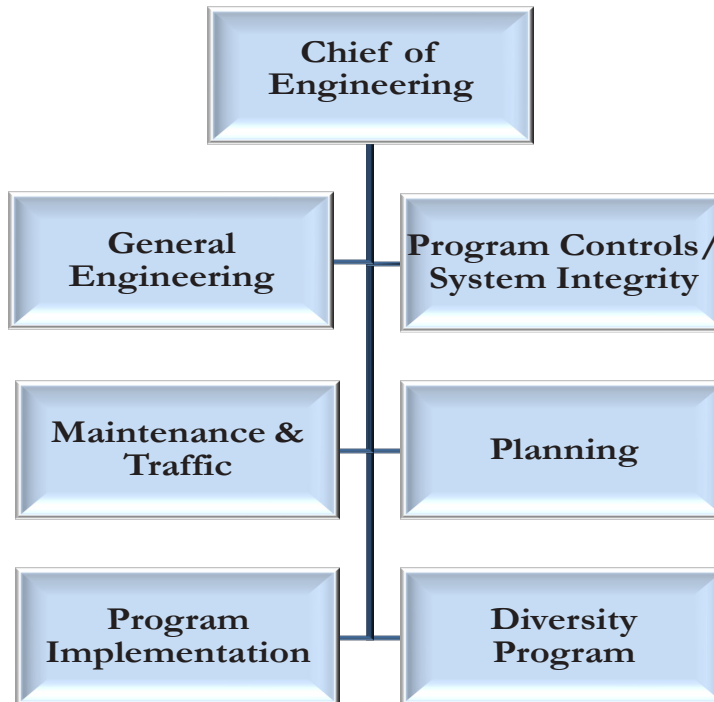 Chief of
Engineering
General
Engineering
Program Controls/
System Integrity
Maintenance &
Traffic
Planning
Program
Implementation
Diversity
Program